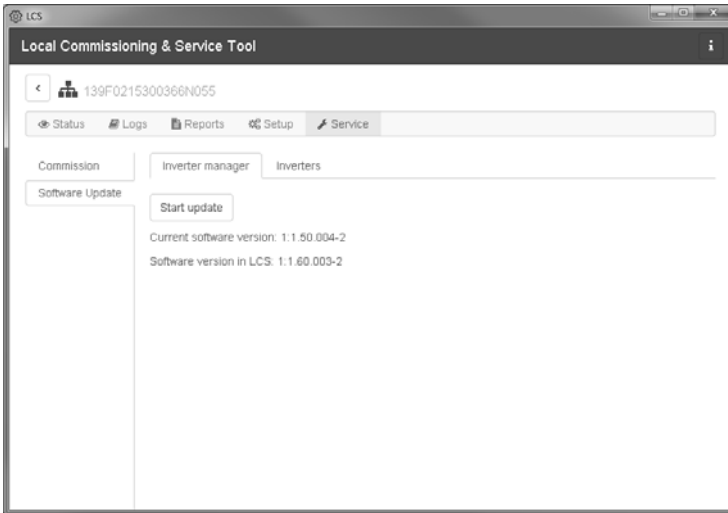 LCS
Local Commissioning & Service Tool
139F0215300366N055
Status Logs Reports Setup Service
Commission
Software Update
Inverter manager Inverters
Start update
Current software version: 1:1.50.004-2
Software version in LCS: 1:1.60.003-2